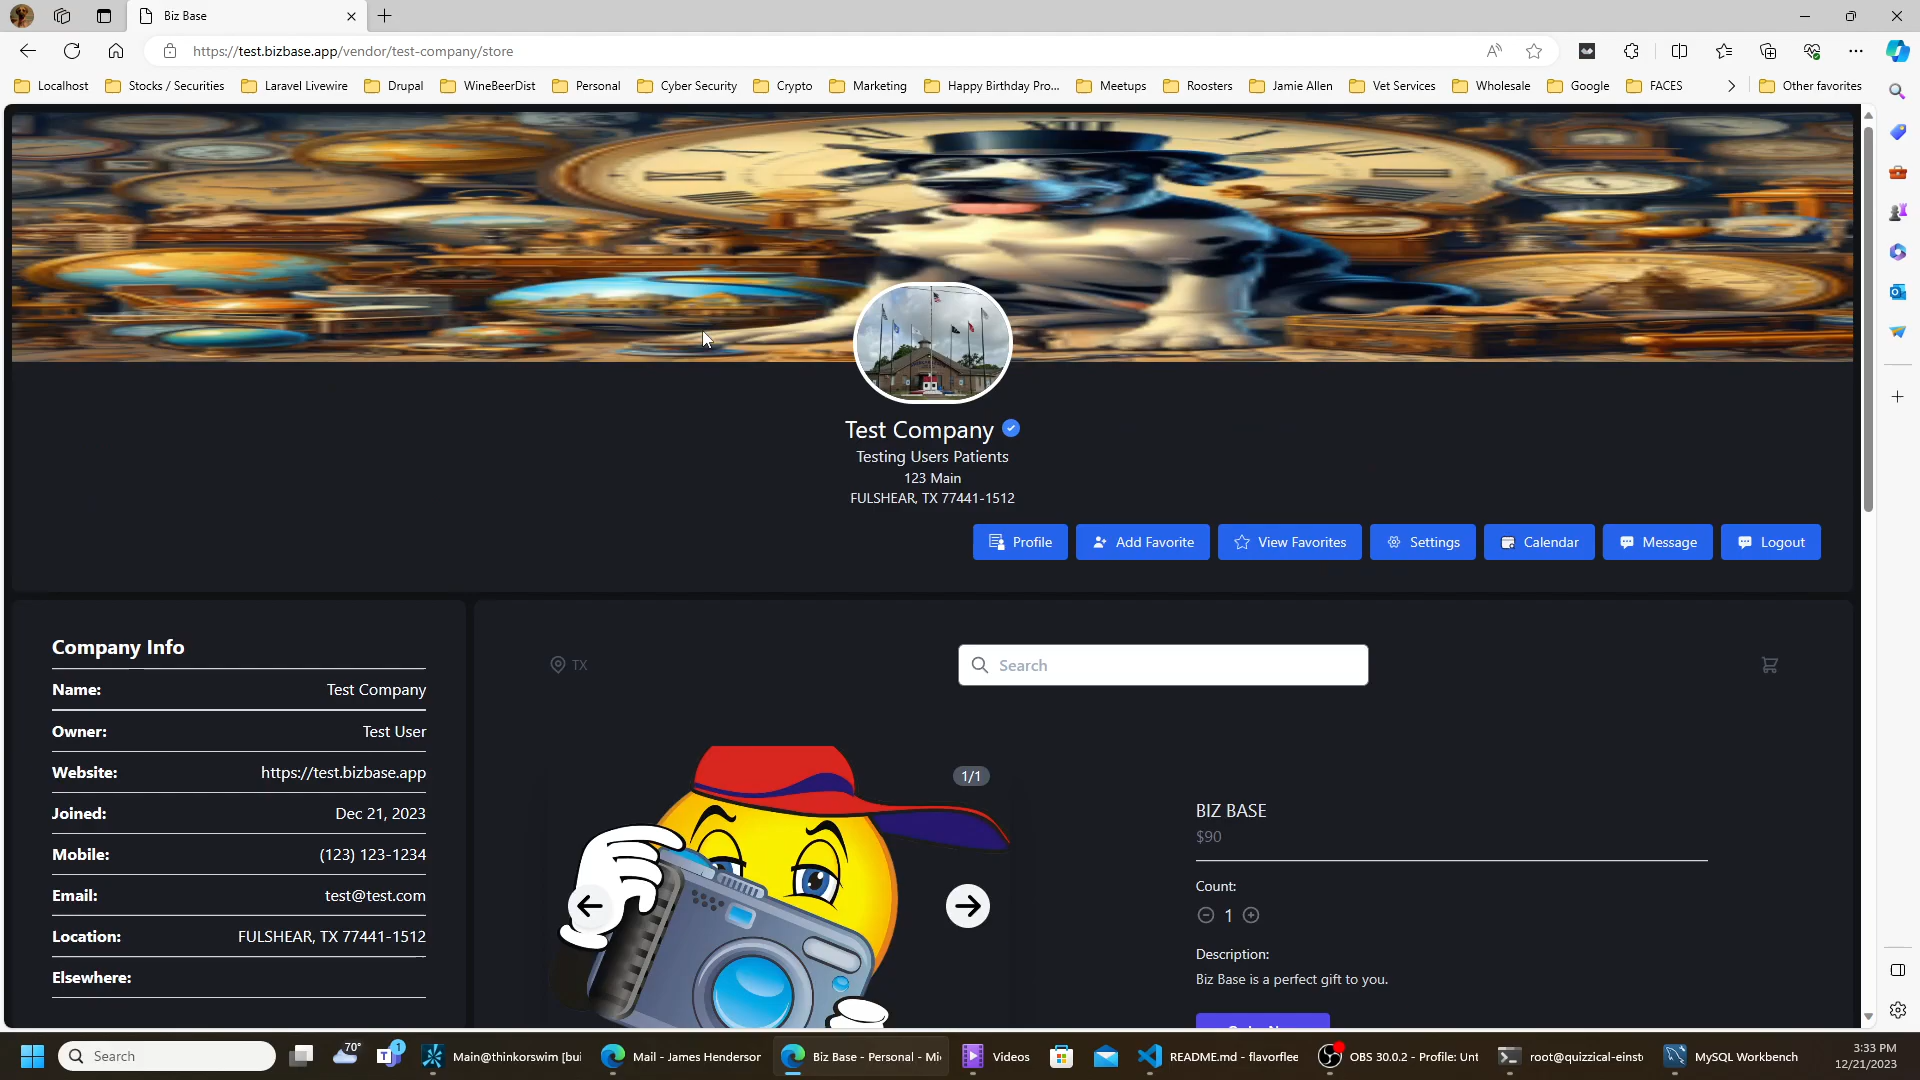 Biz Base
https://test.bizbase.app/vendor/test-company/store
Localhost
Stocks / Securities
Laravel Livewire
Drupal
WineBeerDist
Personal
Cyber Security
Crypto
Marketing
Happy Birthday Pro...
Meetups
Roosters
Jamie Allen
Vet Services
Wholesale
Google
FACES
Other favorites
Test Company
Testing Users Patients
123 Main
FULSHEAR, TX 77441-1512
Profile
Add Favorite
View Favorites
Settings
Calendar
Message
Logout
Company Info
Name: Test Company
Owner: Test User
Website: https://test.bizbase.app
Joined: Dec 21, 2023
Mobile: (123) 123-1234
Email: test@test.com
Location: FULSHEAR, TX 77441-1512
Elsewhere:
TX
Search
1/1
BIZ BASE
$90
Count:
1
Description:
Biz Base is a perfect gift to you.
Search
70°
1
Main@thinkorswim [bui
Mail - James Henderson
Biz Base - Personal - Mi
Videos
README.md - flavorflee
OBS 30.0.2 - Profile: Unt
root@quizzical-einst
MySQL Workbench
3:33 PM
12/21/2023